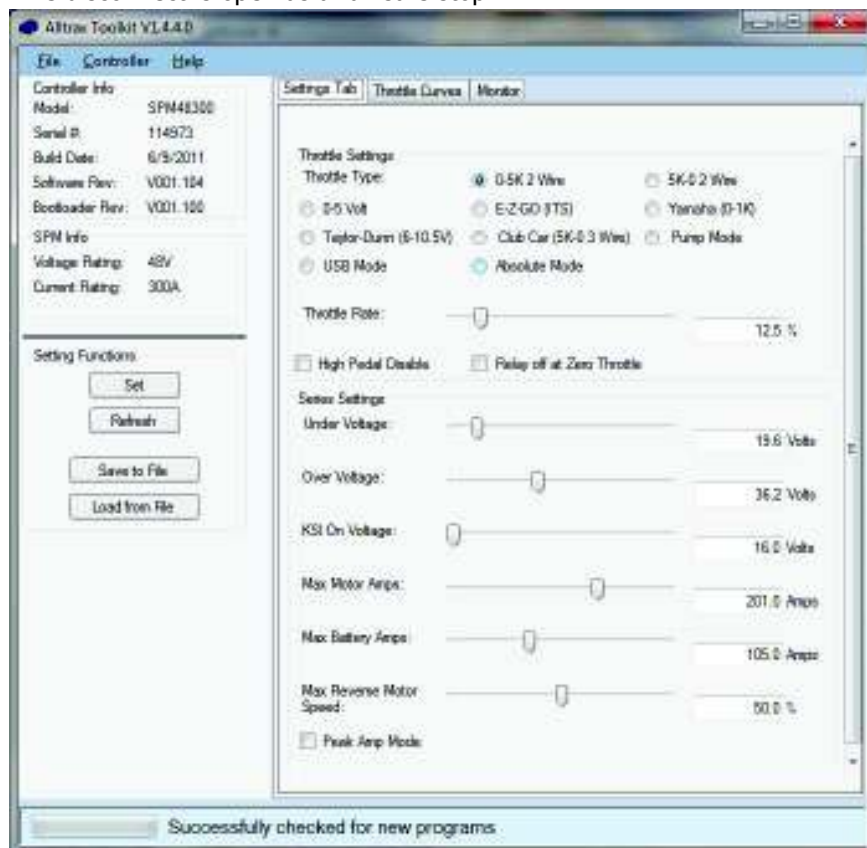 Alltrax Toolkit V1.4.4.0
File Controller Help
Controller Info
Model: SPM48300
Serial #: 114973
Build Date: 6/9/2011
Software Rev: V001.104
Bootloader Rev: V001.100
SPM Info
Voltage Rating: 48V
Current Rating: 300A
Setting Functions
Set
Refresh
Save to File
Load from File
Settings Tab Throttle Curves Monitor
Throttle Settings
Throttle Type: 0-5K 2 Wire 5K-0 2 Wire
0-5 Volt E-Z-GO (ITS) Yamaha (0-1K)
Taylor-Dunn (6-10.5V) Club Car (5K-0 3 Wire) Pump Mode
USB Mode Absolute Mode
Throttle Rate: 12.5 %
High Pedal Disable Relay off at Zero Throttle
Series Settings
Under Voltage: 19.6 Volts
Over Voltage: 36.2 Volts
KSI On Voltage: 16.0 Volts
Max Motor Amps: 201.0 Amps
Max Battery Amps: 105.0 Amps
Max Reverse Motor
Speed: 50.0 %
Peak Amp Mode
Successfully checked for new programs